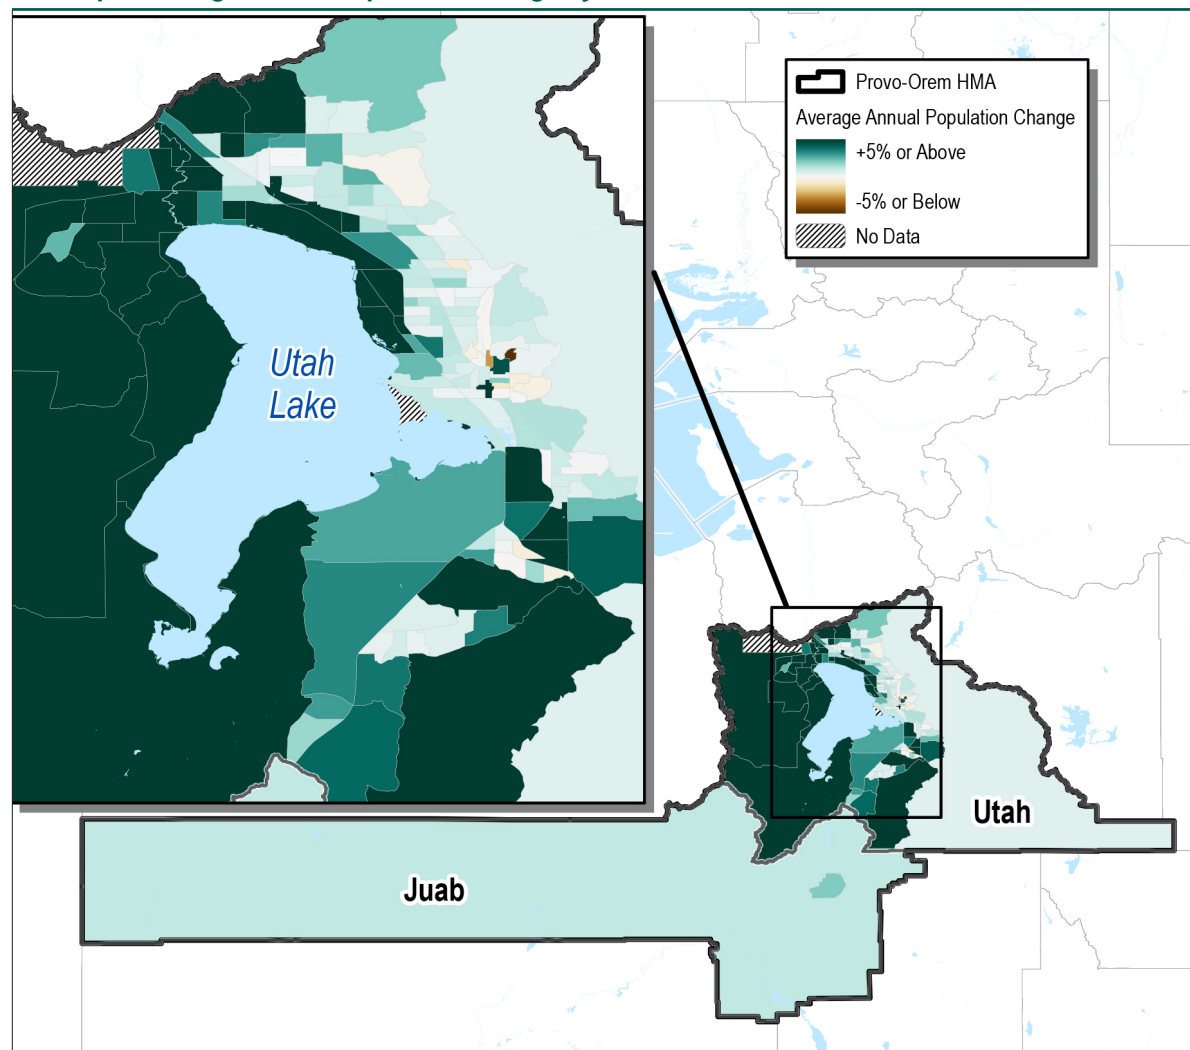 Provo-Orem HMA
Average Annual Population Change
+5% or Above
-5% or Below
No Data
Utah
Lake
Utah
Juab